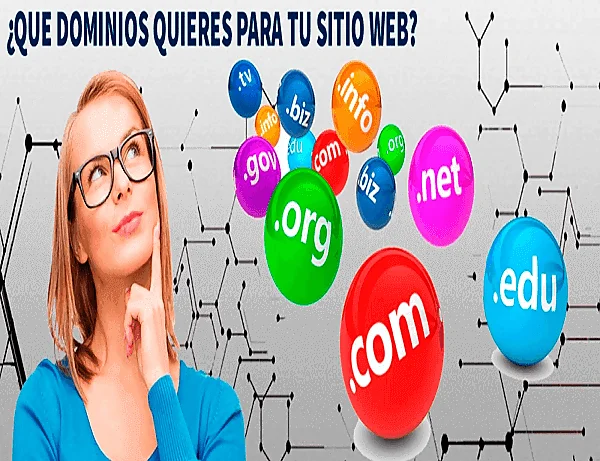 ¿QUE DOMINIOS QUIERES PARA TU SITIO WEB?
.tv
.biz
.info
.info
.gov
edu
.com
.org
.biz
.net
.org
.com
.edu